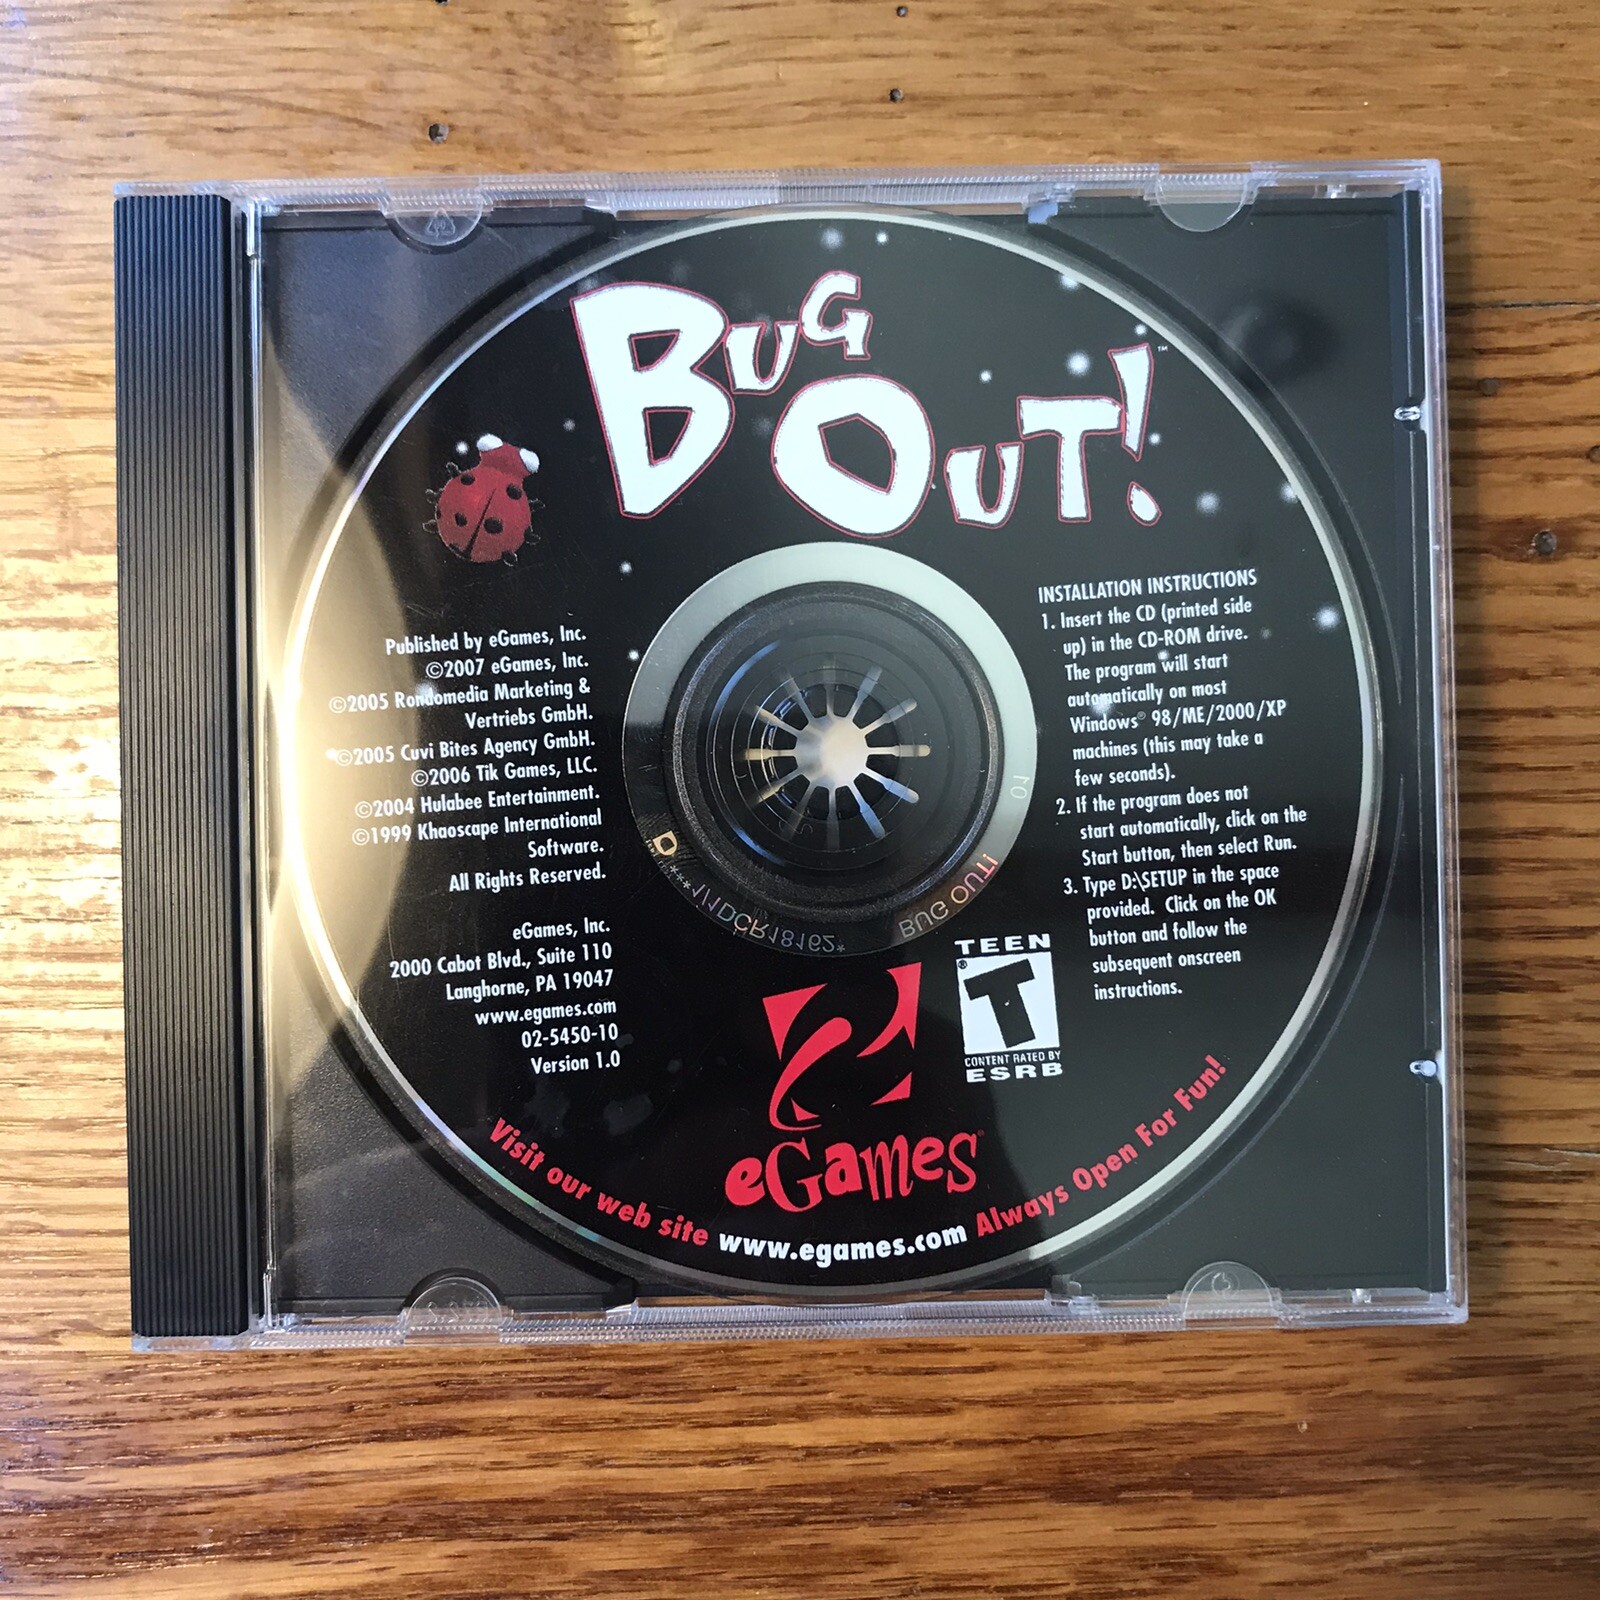 BUG
OUT!™
Published by eGames, Inc.
©2007 eGames, Inc.
©2005 Rondomedia Marketing &
Vertriebs GmbH.
©2005 Cuvi Bites Agency GmbH.
©2006 Tik Games, LLC.
©2004 Hulabee Entertainment.
©1999 Khaoscape International
Software.
All Rights Reserved.
eGames, Inc.
2000 Cabot Blvd., Suite 110
Langhorne, PA 19047
www.egames.com
02-5450-10
Version 1.0
INSTALLATION INSTRUCTIONS
1. Insert the CD (printed side
up) in the CD-ROM drive.
The program will start
automatically on most
Windows® 98/ME/2000/XP
machines (this may take a
few seconds).
2. If the program does not
start automatically, click on the
Start button, then select Run.
3. Type D:\SETUP in the space
provided. Click on the OK
button and follow the
subsequent onscreen
instructions.
BUG OUT!
TEEN
T
CONTENT RATED BY
ESRB
eGames
Visit our web site www.egames.com Always Open For Fun!